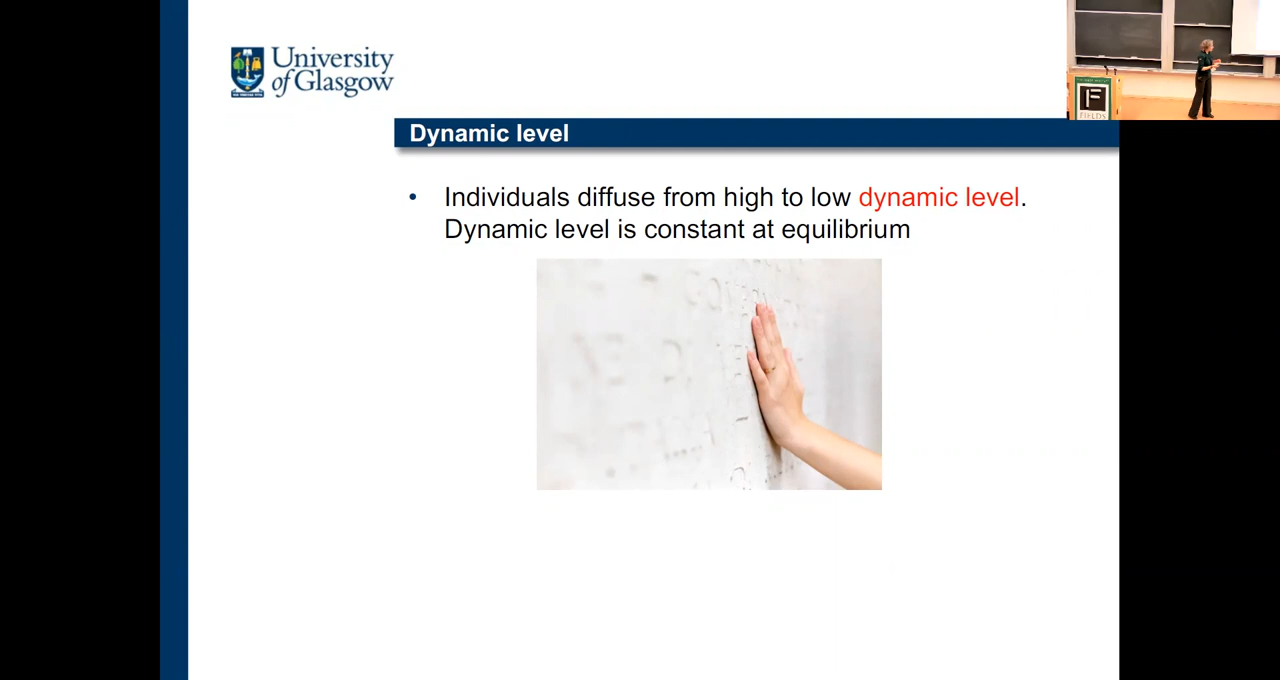 University
of Glasgow
Dynamic level
• Individuals diffuse from high to low dynamic level.
Dynamic level is constant at equilibrium
F
FIELDS